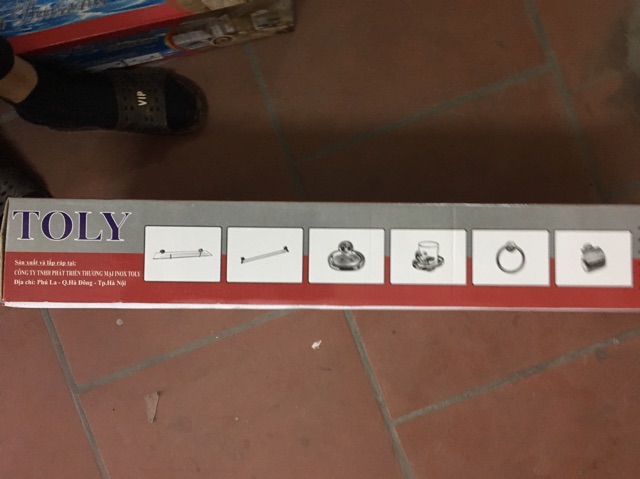 VIP
TOLY
Sản xuất và lắp ráp tại:
CÔNG TY TNHH PHÁT TRIỂN THƯƠNG MẠI INOX TOLY
Địa chỉ: Phú La - Q.Hà Đông - Tp.Hà Nội